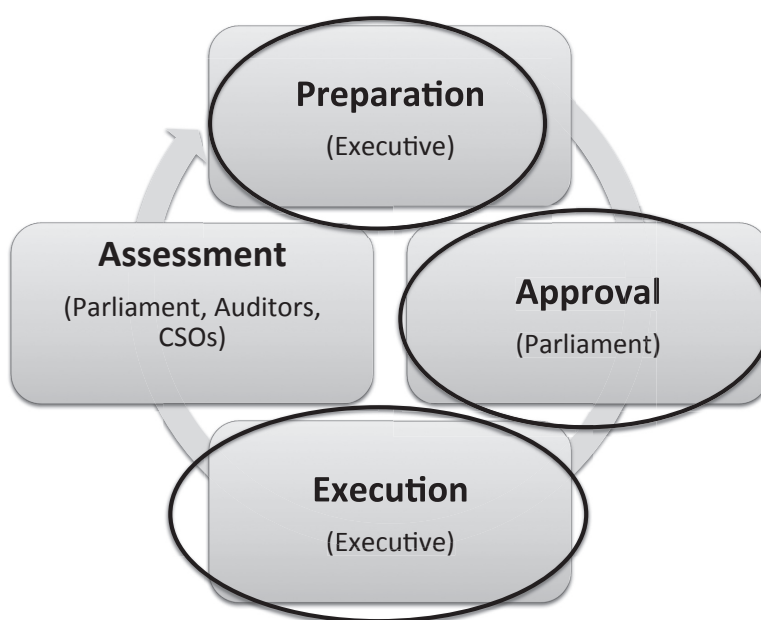 Preparation
(Executive)
Assessment
(Parliament, Auditors,
CSOs)
Approval
(Parliament)
Execution
(Executive)